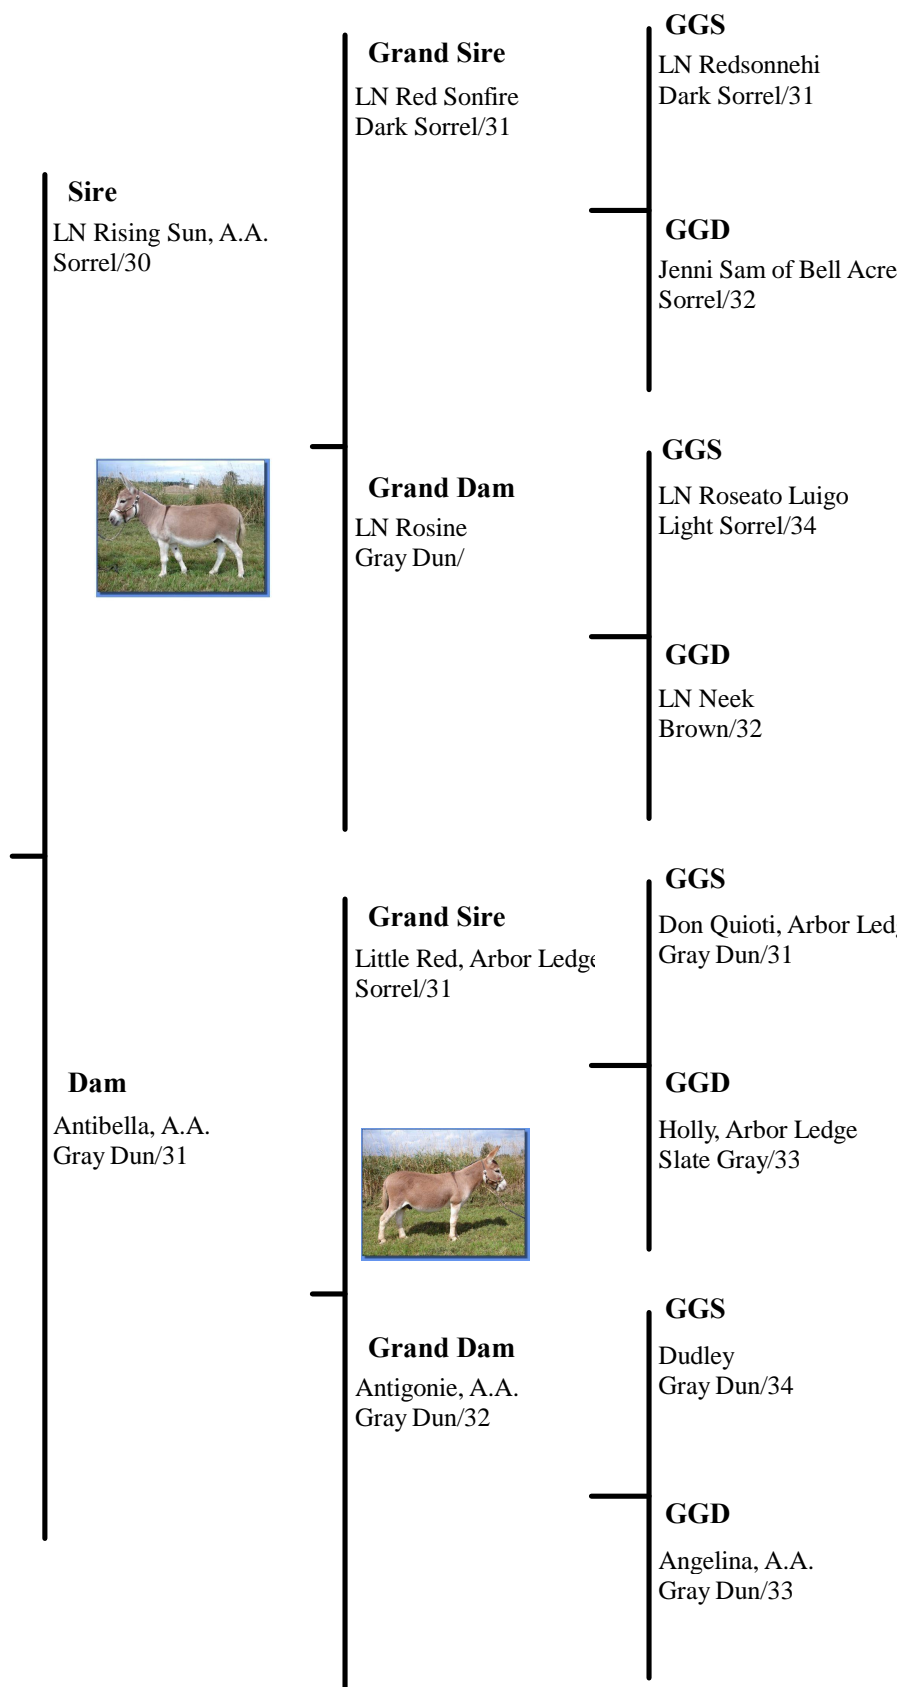 Sire
LN Rising Sun, A.A.
Sorrel/30
Dam
Antibella, A.A.
Gray Dun/31
Grand Sire
LN Red Sonfire
Dark Sorrel/31
Grand Dam
LN Rosine
Gray Dun/
Grand Sire
Little Red, Arbor Ledge
Sorrel/31
Grand Dam
Antigonie, A.A.
Gray Dun/32
GGS
LN Redsonnehi
Dark Sorrel/31
GGD
Jenni Sam of Bell Acre
Sorrel/32
GGS
LN Roseato Luigo
Light Sorrel/34
GGD
LN Neek
Brown/32
GGS
Don Quioti, Arbor Led
Gray Dun/31
GGD
Holly, Arbor Ledge
Slate Gray/33
GGS
Dudley
Gray Dun/34
GGD
Angelina, A.A.
Gray Dun/33